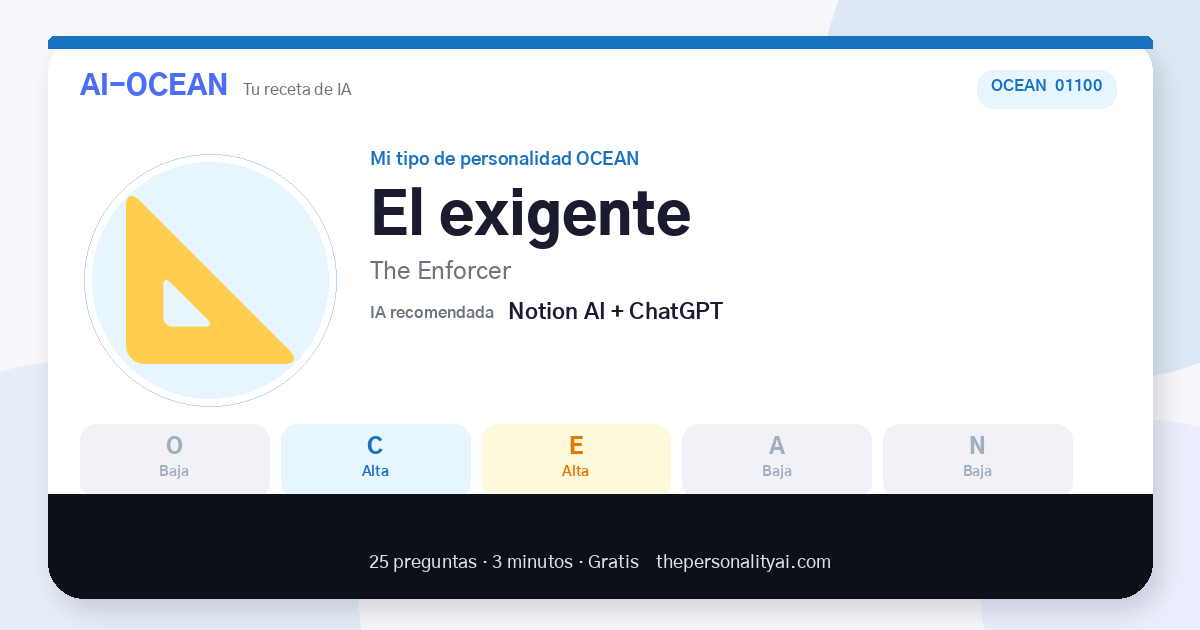 AI-OCEAN Tu receta de IA
OCEAN 01100
Mi tipo de personalidad OCEAN
El exigente
The Enforcer
IA recomendada Notion AI + ChatGPT
O C E A N
Baja Alta Alta Baja Baja
25 preguntas · 3 minutos · Gratis thepersonalityai.com